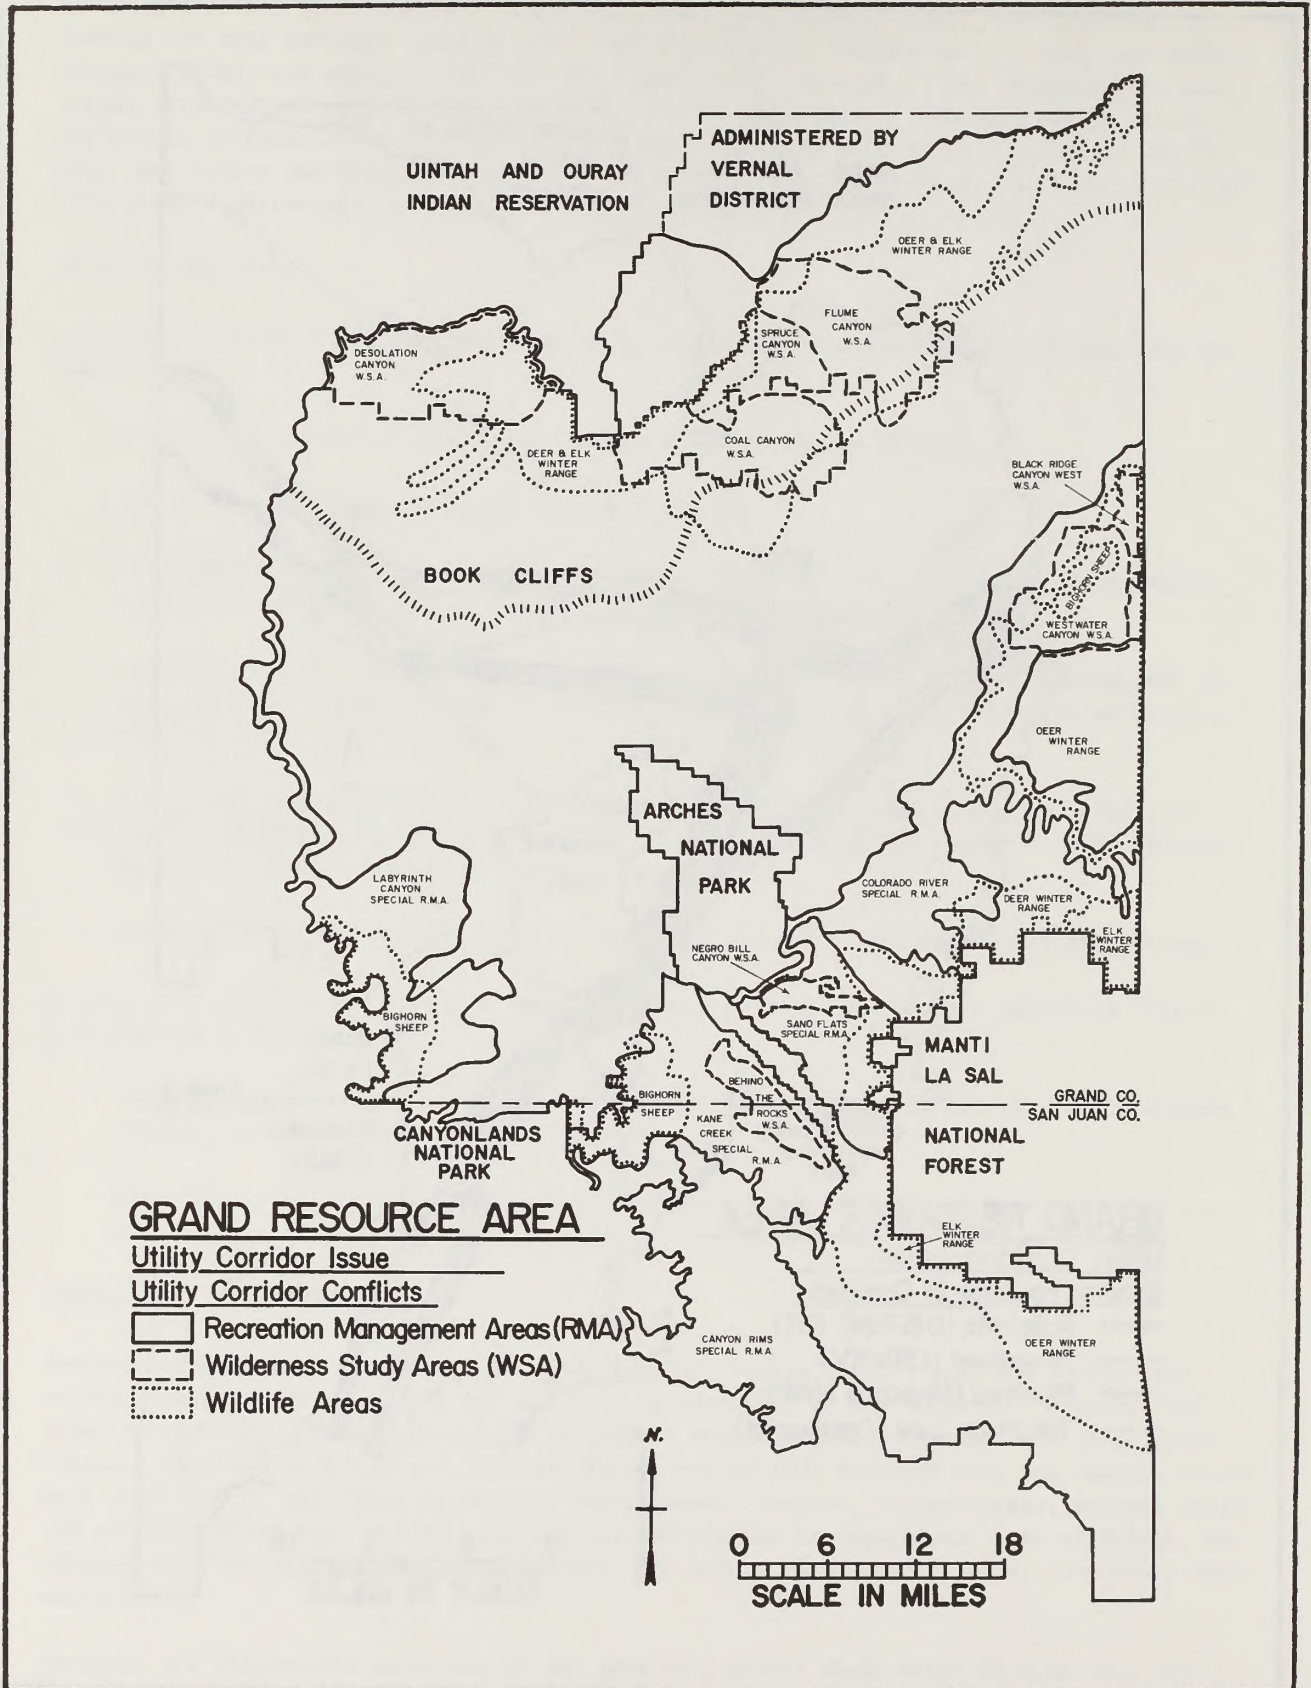 UINTAH AND OURAY
INDIAN RESERVATION
ADMINISTERED BY
VERNAL
DISTRICT
DEER & ELK
WINTER RANGE
FLUME
CANYON
W.S.A.
SPRUCE
CANYON
W.S.A.
DESOLATION
CANYON
W.S.A.
DEER & ELK
WINTER
RANGE
COAL CANYON
W.S.A.
BLACK RIDGE
CANYON WEST
W.S.A.
BIGHORN SHEEP
WESTWATER
CANYON W.S.A.
BOOK CLIFFS
DEER
WINTER
RANGE
ARCHES
NATIONAL
PARK
LABYRINTH
CANYON
SPECIAL R.M.A.
COLORADO RIVER
SPECIAL R.M.A.
DEER WINTER
RANGE
ELK
WINTER
RANGE
NEGRO BILL
CANYON W.S.A.
BIGHORN
SHEEP
SAND FLATS
SPECIAL R.M.A.
MANTI
LA SAL
GRAND CO.
SAN JUAN CO.
NATIONAL
FOREST
BIGHORN
SHEEP
BEHIND
THE
ROCKS
W.S.A.
KANE
CREEK
SPECIAL
R.M.A.
CANYONLANDS
NATIONAL
PARK
ELK
WINTER
RANGE
CANYON RIMS
SPECIAL R.M.A.
DEER WINTER
RANGE
GRAND RESOURCE AREA
Utility Corridor Issue
Utility Corridor Conflicts
Recreation Management Areas (RMA)
Wilderness Study Areas (WSA)
Wildlife Areas
N.
0 6 12 18
SCALE IN MILES